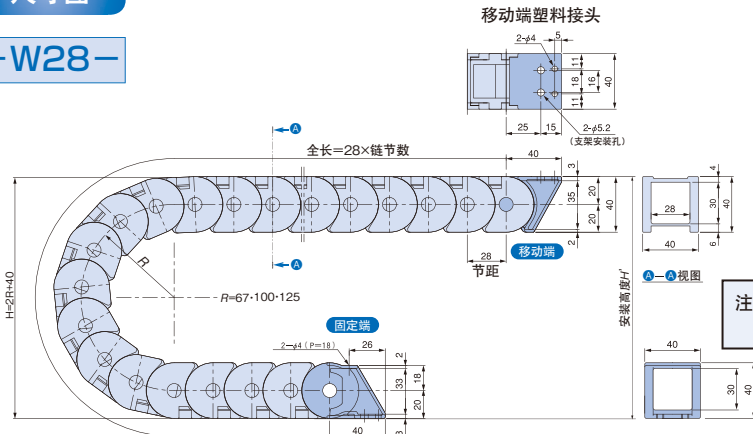 -W28-
移动端塑料接头
2-φ4
5
11
18
16
40
11
25
15
2-φ5.2
(支架安装孔)
A
全长=28×链节数
40
3
35
20
20
40
2
28
节距
移动端
A
R
R=67·100·125
H=2R+40
安装高度H'
4
28
30
40
6
40
A-A视图
注
固定端
2-φ4(P=18)
26
2
33
18
20
40
3
40
30
40